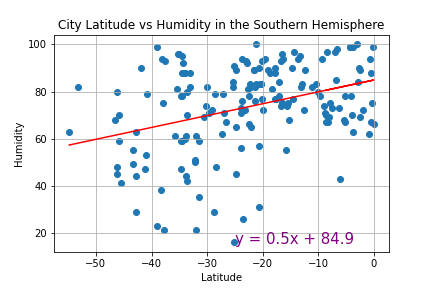 City Latitude vs Humidity in the Southern Hemisphere
100
80
60
40
20
Humidity
y = 0.5x + 84.9
−50 −40 −30 −20 −10 0
Latitude